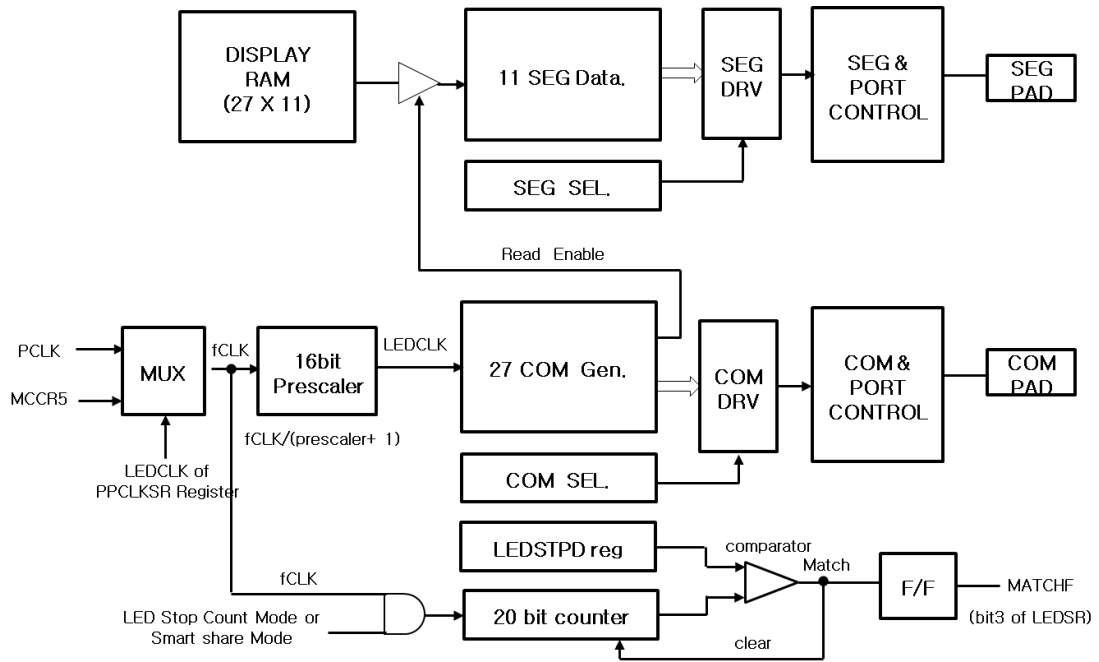 DISPLAY
RAM
(27 X 11)
11 SEG Data.
SEG
DRV
SEG &
PORT
CONTROL
SEG
PAD
SEG SEL.
Read Enable
PCLK
MCCR5
MUX
fCLK
16bit
Prescaler
LEDCLK
27 COM Gen.
COM
DRV
COM &
PORT
CONTROL
COM
PAD
fCLK/(prescaler+ 1)
LEDCLK of
PPCLKSR Register
COM SEL.
LEDSTPD reg
comparator
Match
F/F
MATCHF
(bit3 of LEDSR)
fCLK
LED Stop Count Mode or
Smart share Mode
20 bit counter
clear